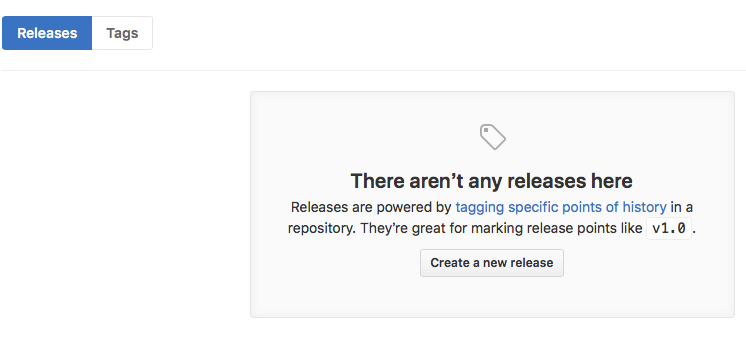 Releases Tags
There aren’t any releases here
Releases are powered by tagging specific points of history in a
repository. They’re great for marking release points like v1.0.
Create a new release